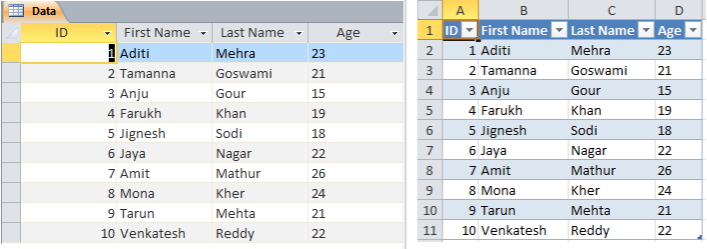 Data
ID First Name Last Name Age
1 Aditi Mehra 23
2 Tamanna Goswami 21
3 Anju Gour 15
4 Farukh Khan 19
5 Jignesh Sodi 18
6 Jaya Nagar 22
7 Amit Mathur 26
8 Mona Kher 24
9 Tarun Mehta 21
10 Venkatesh Reddy 22
A B C D
1 ID First Name Last Name Age
2 1 Aditi Mehra 23
3 2 Tamanna Goswami 21
4 3 Anju Gour 15
5 4 Farukh Khan 19
6 5 Jignesh Sodi 18
7 6 Jaya Nagar 22
8 7 Amit Mathur 26
9 8 Mona Kher 24
10 9 Tarun Mehta 21
11 10 Venkatesh Reddy 22